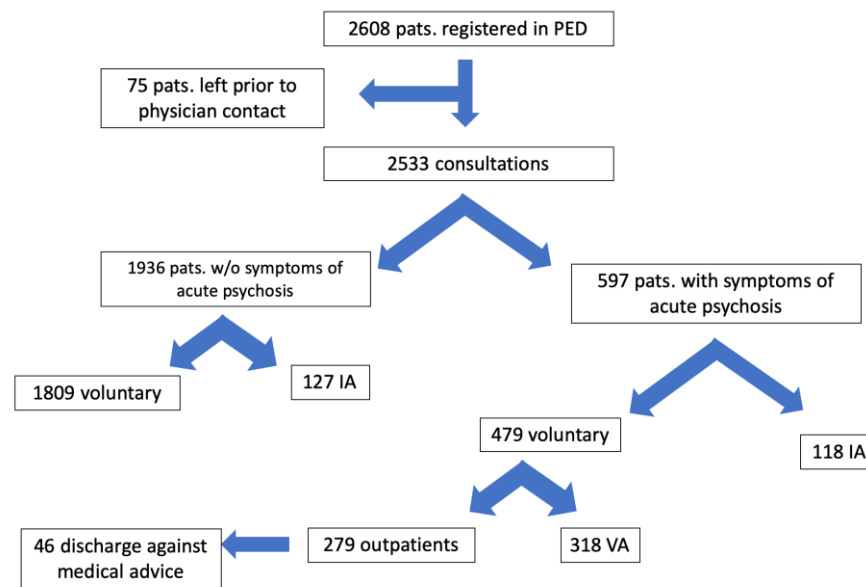 2608 pats. registered in PED
75 pats. left prior to
physician contact
2533 consultations
1936 pats. w/o symptoms of
acute psychosis
597 pats. with symptoms of
acute psychosis
1809 voluntary
127 IA
479 voluntary
118 IA
46 discharge against
medical advice
279 outpatients
318 VA